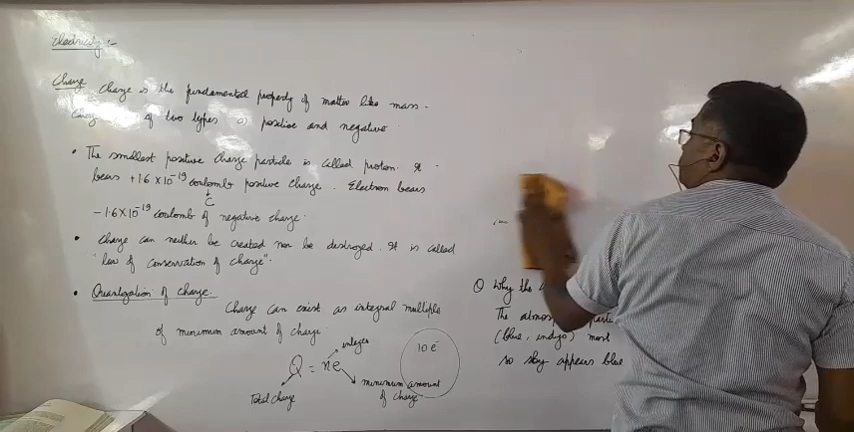 Electricity :-
Charge Charge is the fundamental property of matter like mass.
of two types positive and negative
• The smallest positive charge particle is called proton. It
bears +1.6 × 10⁻¹⁹ coulomb positive charge. Electron bears
C
-1.6×10⁻¹⁹ coulomb of negative charge.
• Charge can neither be created nor be destroyed. It is called
"law of conservation of charge".
• Quantization of charge.
Charge can exist as integral multiple
of minimum amount of charge
integer
Q = ne
Total charge
minimum amount
of charge
10 e⁻
Q Why the
The atmosp
(blue, indigo) most
so sky appears blue